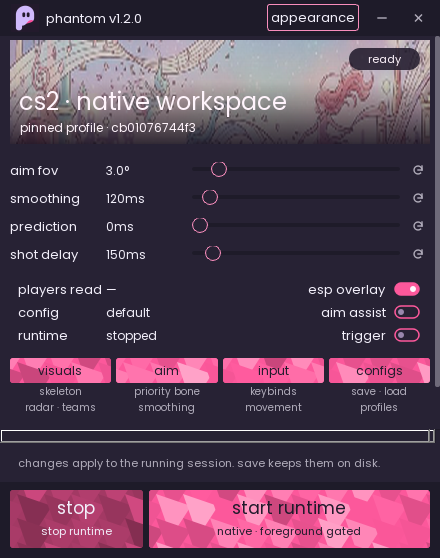 phantom v1.2.0
appearance
ready
cs2 · native workspace
pinned profile · cb01076744f3
aim fov 3.0°
smoothing 120ms
prediction 0ms
shot delay 150ms
players read — esp overlay
config default aim assist
runtime stopped trigger
visuals aim input configs
skeleton priority bone keybinds save · load
radar · teams smoothing movement profiles
changes apply to the running session. save keeps them on disk.
stop start runtime
stop runtime native · foreground gated